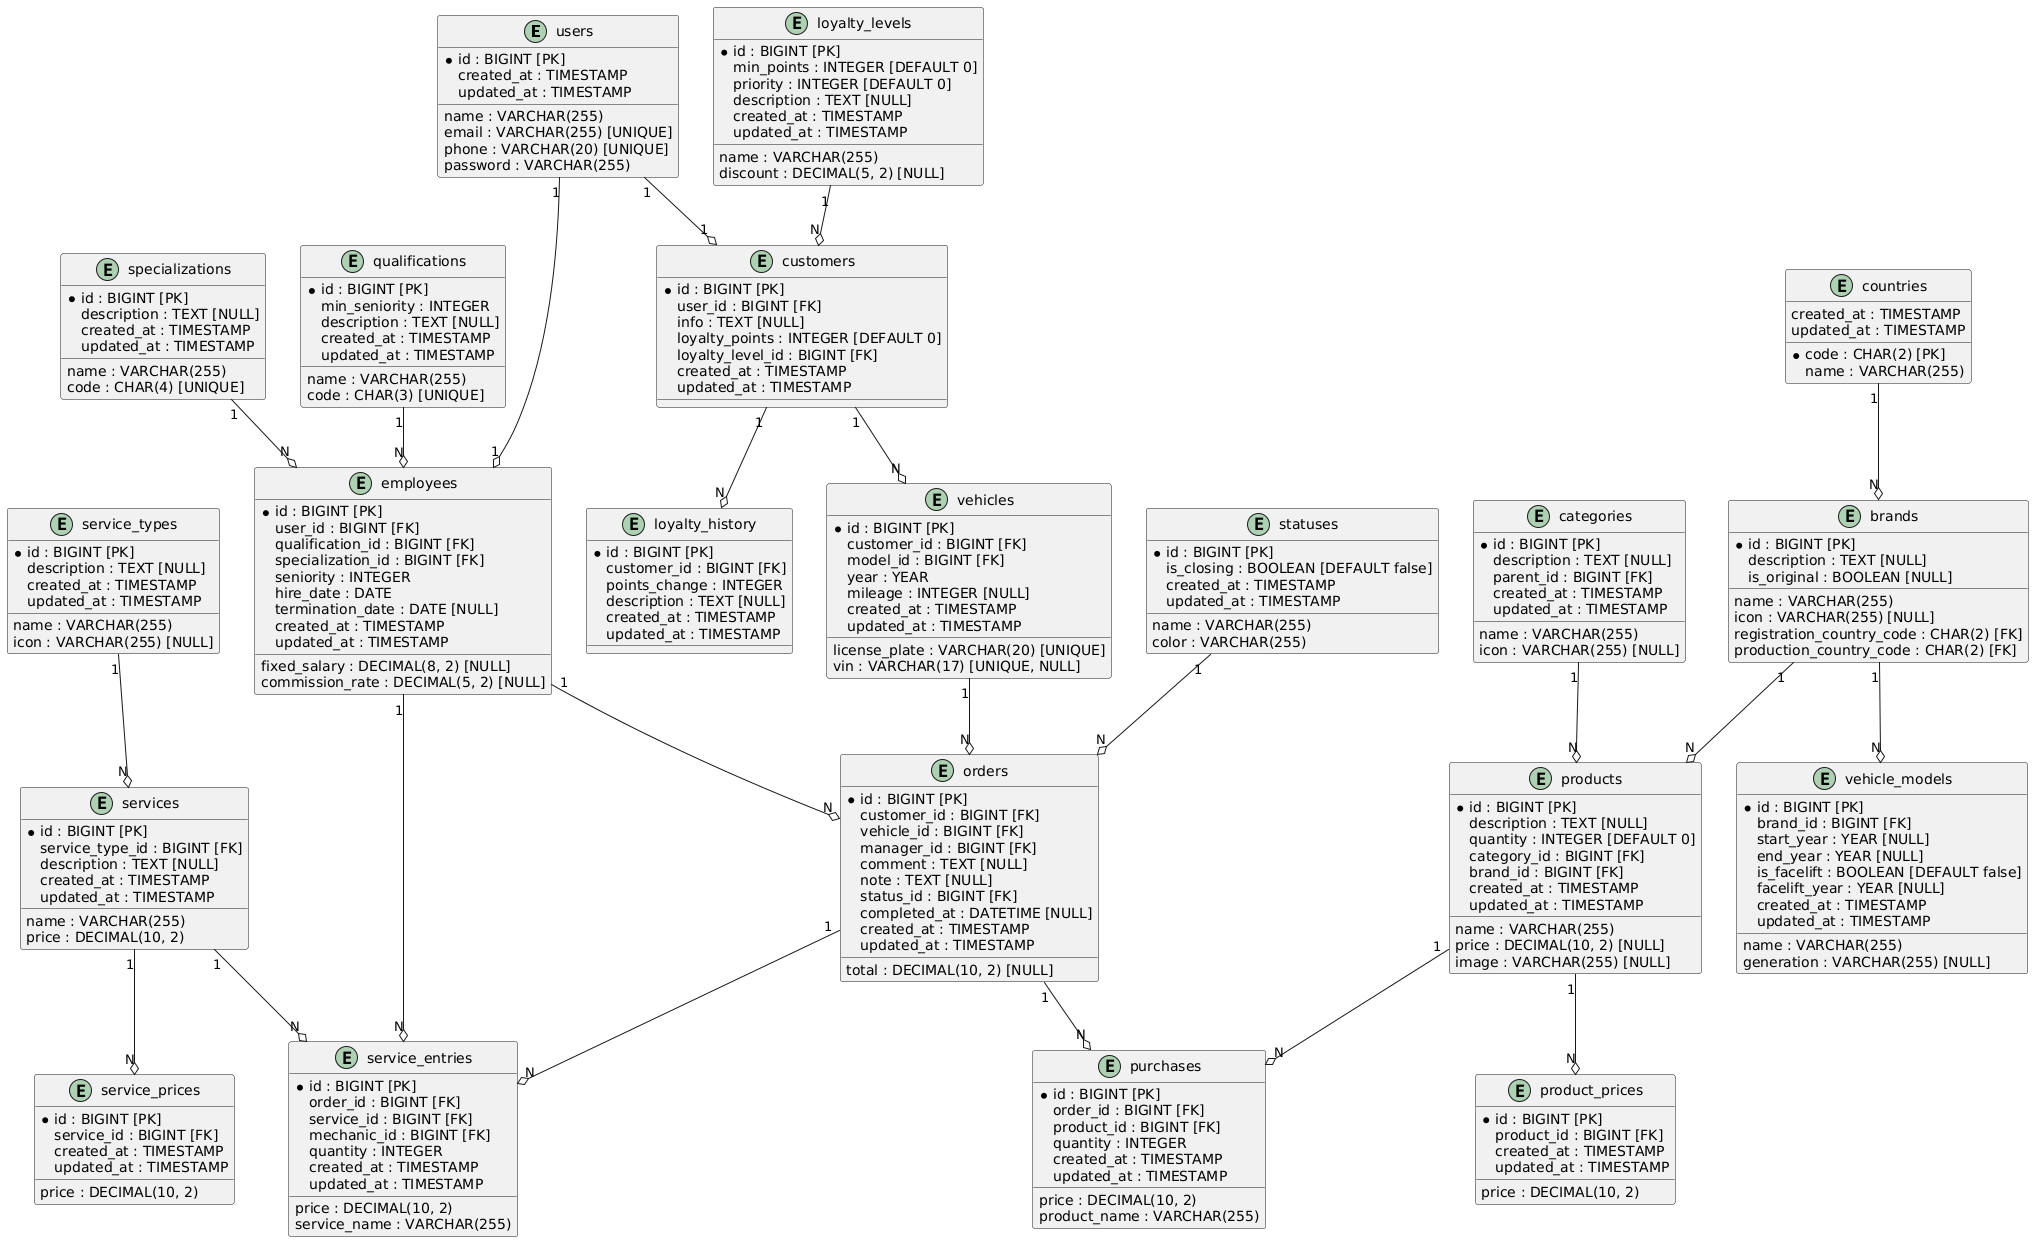 E users
* id : BIGINT [PK]
created_at : TIMESTAMP
updated_at : TIMESTAMP
name : VARCHAR(255)
email : VARCHAR(255) [UNIQUE]
phone : VARCHAR(20) [UNIQUE]
password : VARCHAR(255)
E loyalty_levels
* id : BIGINT [PK]
min_points : INTEGER [DEFAULT 0]
priority : INTEGER [DEFAULT 0]
description : TEXT [NULL]
created_at : TIMESTAMP
updated_at : TIMESTAMP
name : VARCHAR(255)
discount : DECIMAL(5, 2) [NULL]
1
1
1
1
N
E specializations
* id : BIGINT [PK]
description : TEXT [NULL]
created_at : TIMESTAMP
updated_at : TIMESTAMP
name : VARCHAR(255)
code : CHAR(4) [UNIQUE]
E qualifications
* id : BIGINT [PK]
min_seniority : INTEGER
description : TEXT [NULL]
created_at : TIMESTAMP
updated_at : TIMESTAMP
name : VARCHAR(255)
code : CHAR(3) [UNIQUE]
E customers
* id : BIGINT [PK]
user_id : BIGINT [FK]
info : TEXT [NULL]
loyalty_points : INTEGER [DEFAULT 0]
loyalty_level_id : BIGINT [FK]
created_at : TIMESTAMP
updated_at : TIMESTAMP
E countries
created_at : TIMESTAMP
updated_at : TIMESTAMP
* code : CHAR(2) [PK]
name : VARCHAR(255)
1
1
1
1
1
N
N
1
N
N
N
E service_types
* id : BIGINT [PK]
description : TEXT [NULL]
created_at : TIMESTAMP
updated_at : TIMESTAMP
name : VARCHAR(255)
icon : VARCHAR(255) [NULL]
E employees
* id : BIGINT [PK]
user_id : BIGINT [FK]
qualification_id : BIGINT [FK]
specialization_id : BIGINT [FK]
seniority : INTEGER
hire_date : DATE
termination_date : DATE [NULL]
created_at : TIMESTAMP
updated_at : TIMESTAMP
fixed_salary : DECIMAL(8, 2) [NULL]
commission_rate : DECIMAL(5, 2) [NULL]
E loyalty_history
* id : BIGINT [PK]
customer_id : BIGINT [FK]
points_change : INTEGER
description : TEXT [NULL]
created_at : TIMESTAMP
updated_at : TIMESTAMP
E vehicles
* id : BIGINT [PK]
customer_id : BIGINT [FK]
model_id : BIGINT [FK]
year : YEAR
mileage : INTEGER [NULL]
created_at : TIMESTAMP
updated_at : TIMESTAMP
license_plate : VARCHAR(20) [UNIQUE]
vin : VARCHAR(17) [UNIQUE, NULL]
E statuses
* id : BIGINT [PK]
is_closing : BOOLEAN [DEFAULT false]
created_at : TIMESTAMP
updated_at : TIMESTAMP
name : VARCHAR(255)
color : VARCHAR(255)
E categories
* id : BIGINT [PK]
description : TEXT [NULL]
parent_id : BIGINT [FK]
created_at : TIMESTAMP
updated_at : TIMESTAMP
name : VARCHAR(255)
icon : VARCHAR(255) [NULL]
E brands
* id : BIGINT [PK]
description : TEXT [NULL]
is_original : BOOLEAN [NULL]
name : VARCHAR(255)
icon : VARCHAR(255) [NULL]
registration_country_code : CHAR(2) [FK]
production_country_code : CHAR(2) [FK]
1
1
1
1
1
1
1
1
N
N
N
N
N
N
N
E services
* id : BIGINT [PK]
service_type_id : BIGINT [FK]
description : TEXT [NULL]
created_at : TIMESTAMP
updated_at : TIMESTAMP
name : VARCHAR(255)
price : DECIMAL(10, 2)
E orders
* id : BIGINT [PK]
customer_id : BIGINT [FK]
vehicle_id : BIGINT [FK]
manager_id : BIGINT [FK]
comment : TEXT [NULL]
note : TEXT [NULL]
status_id : BIGINT [FK]
completed_at : DATETIME [NULL]
created_at : TIMESTAMP
updated_at : TIMESTAMP
total : DECIMAL(10, 2) [NULL]
E products
* id : BIGINT [PK]
description : TEXT [NULL]
quantity : INTEGER [DEFAULT 0]
category_id : BIGINT [FK]
brand_id : BIGINT [FK]
created_at : TIMESTAMP
updated_at : TIMESTAMP
name : VARCHAR(255)
price : DECIMAL(10, 2) [NULL]
image : VARCHAR(255) [NULL]
E vehicle_models
* id : BIGINT [PK]
brand_id : BIGINT [FK]
start_year : YEAR [NULL]
end_year : YEAR [NULL]
is_facelift : BOOLEAN [DEFAULT false]
facelift_year : YEAR [NULL]
created_at : TIMESTAMP
updated_at : TIMESTAMP
name : VARCHAR(255)
generation : VARCHAR(255) [NULL]
1
1
1
1
1
1
N
N
N
N
N
N
N
E service_prices
* id : BIGINT [PK]
service_id : BIGINT [FK]
created_at : TIMESTAMP
updated_at : TIMESTAMP
price : DECIMAL(10, 2)
E service_entries
* id : BIGINT [PK]
order_id : BIGINT [FK]
service_id : BIGINT [FK]
mechanic_id : BIGINT [FK]
quantity : INTEGER
created_at : TIMESTAMP
updated_at : TIMESTAMP
price : DECIMAL(10, 2)
service_name : VARCHAR(255)
E purchases
* id : BIGINT [PK]
order_id : BIGINT [FK]
product_id : BIGINT [FK]
quantity : INTEGER
created_at : TIMESTAMP
updated_at : TIMESTAMP
price : DECIMAL(10, 2)
product_name : VARCHAR(255)
E product_prices
* id : BIGINT [PK]
product_id : BIGINT [FK]
created_at : TIMESTAMP
updated_at : TIMESTAMP
price : DECIMAL(10, 2)